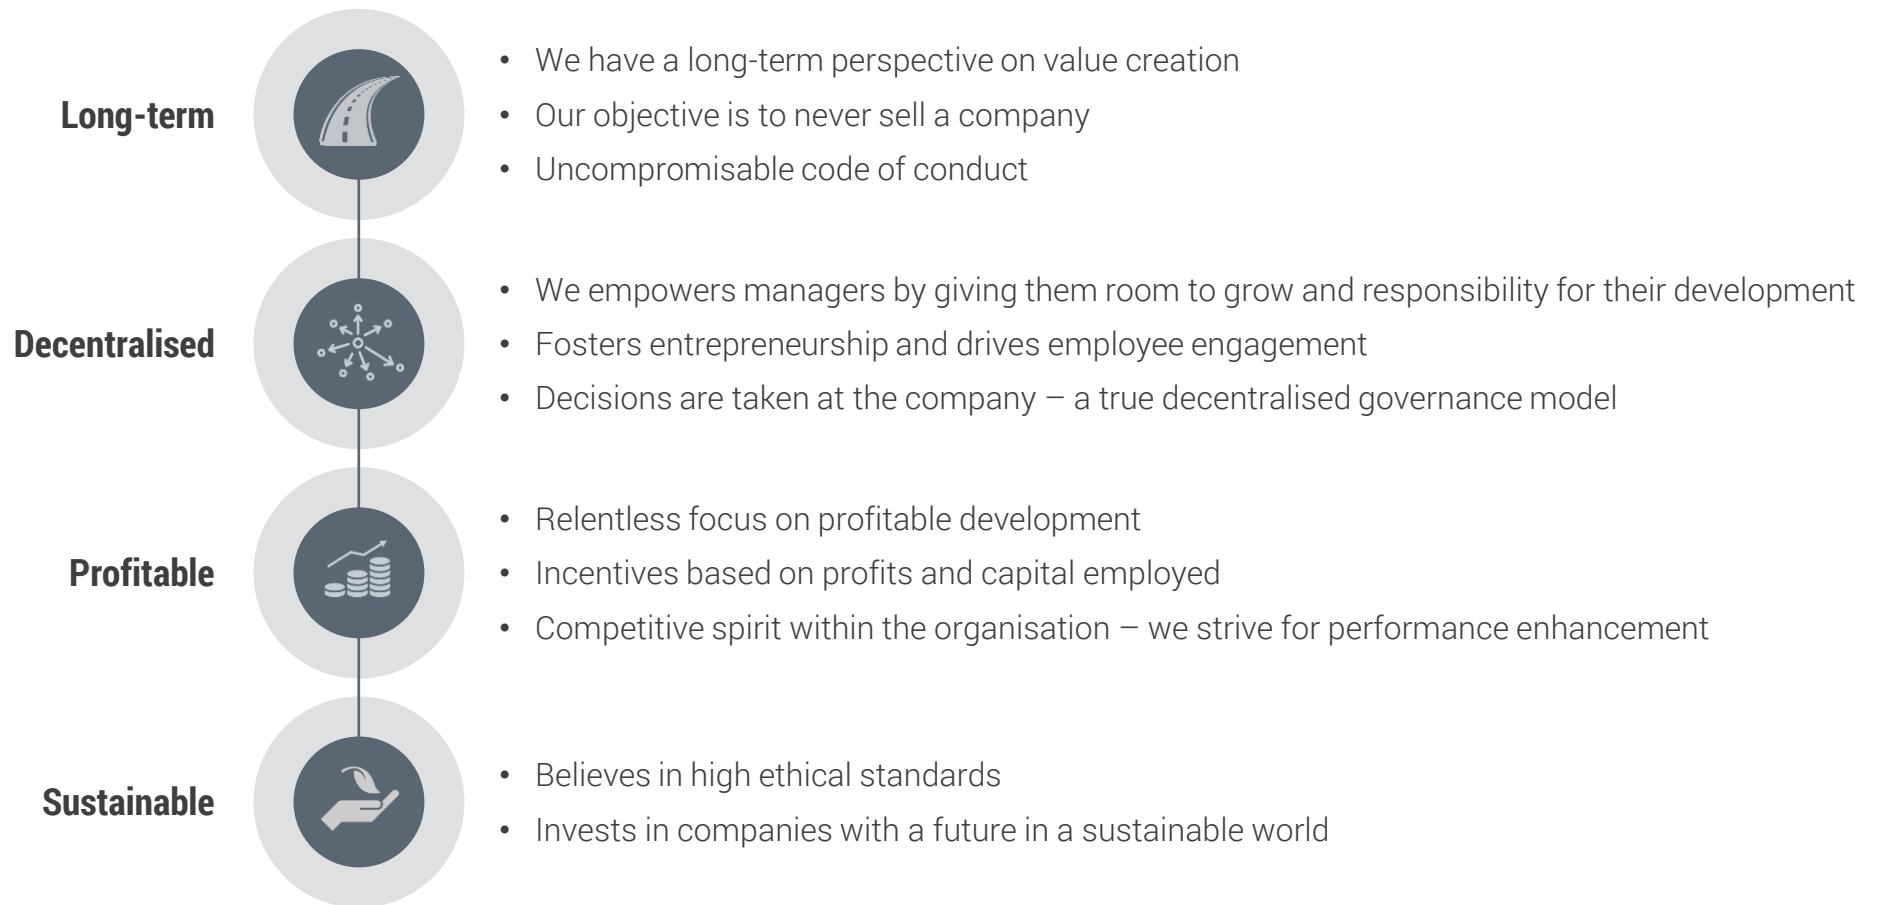 Long-term
• We have a long-term perspective on value creation
• Our objective is to never sell a company
• Uncompromisable code of conduct
Decentralised
• We empowers managers by giving them room to grow and responsibility for their development
• Fosters entrepreneurship and drives employee engagement
• Decisions are taken at the company – a true decentralised governance model
Profitable
• Relentless focus on profitable development
• Incentives based on profits and capital employed
• Competitive spirit within the organisation – we strive for performance enhancement
Sustainable
• Believes in high ethical standards
• Invests in companies with a future in a sustainable world